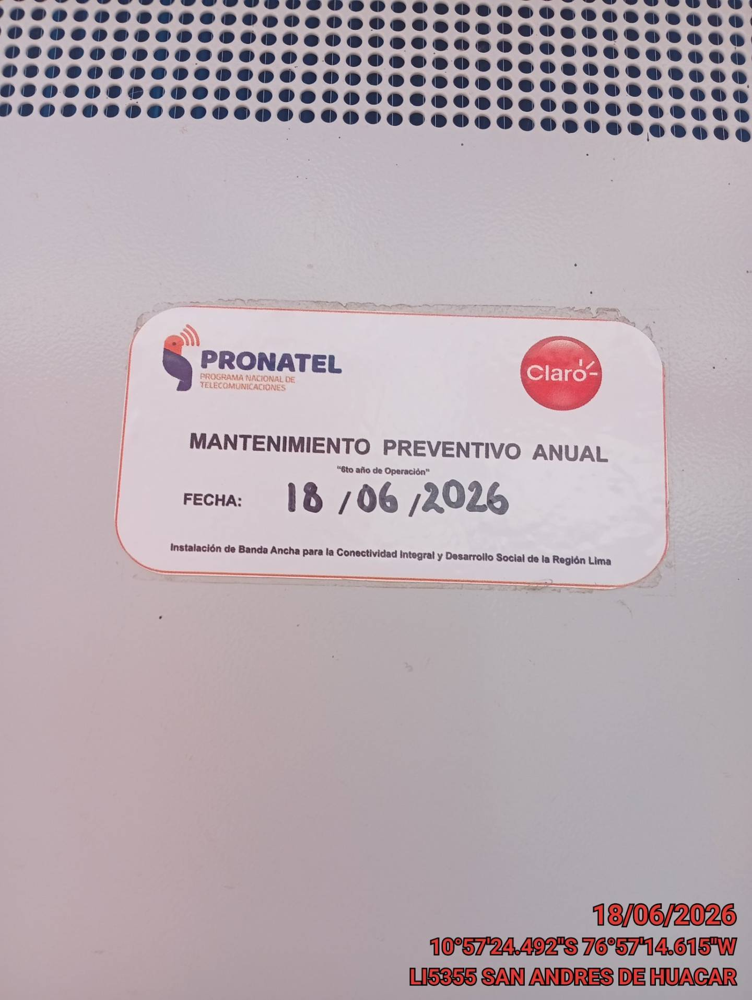 PRONATEL
PROGRAMA NACIONAL DE
TELECOMUNICACIONES
Claro
MANTENIMIENTO PREVENTIVO ANUAL
"6to año de Operación"
FECHA: 18/06/2026
Instalación de Banda Ancha para la Conectividad Integral y Desarrollo Social de la Región Lima
18/06/2026
10°57'24.492"S 76°57'14.615"W
LI5355 SAN ANDRES DE HUACAR